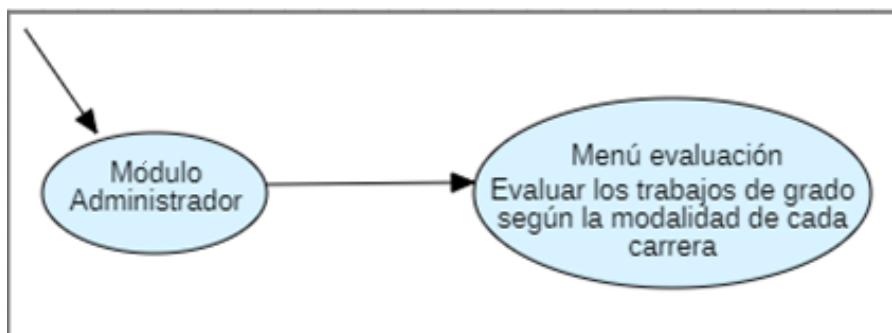 Módulo
Administrador
Menú evaluación
Evaluar los trabajos de grado
según la modalidad de cada
carrera